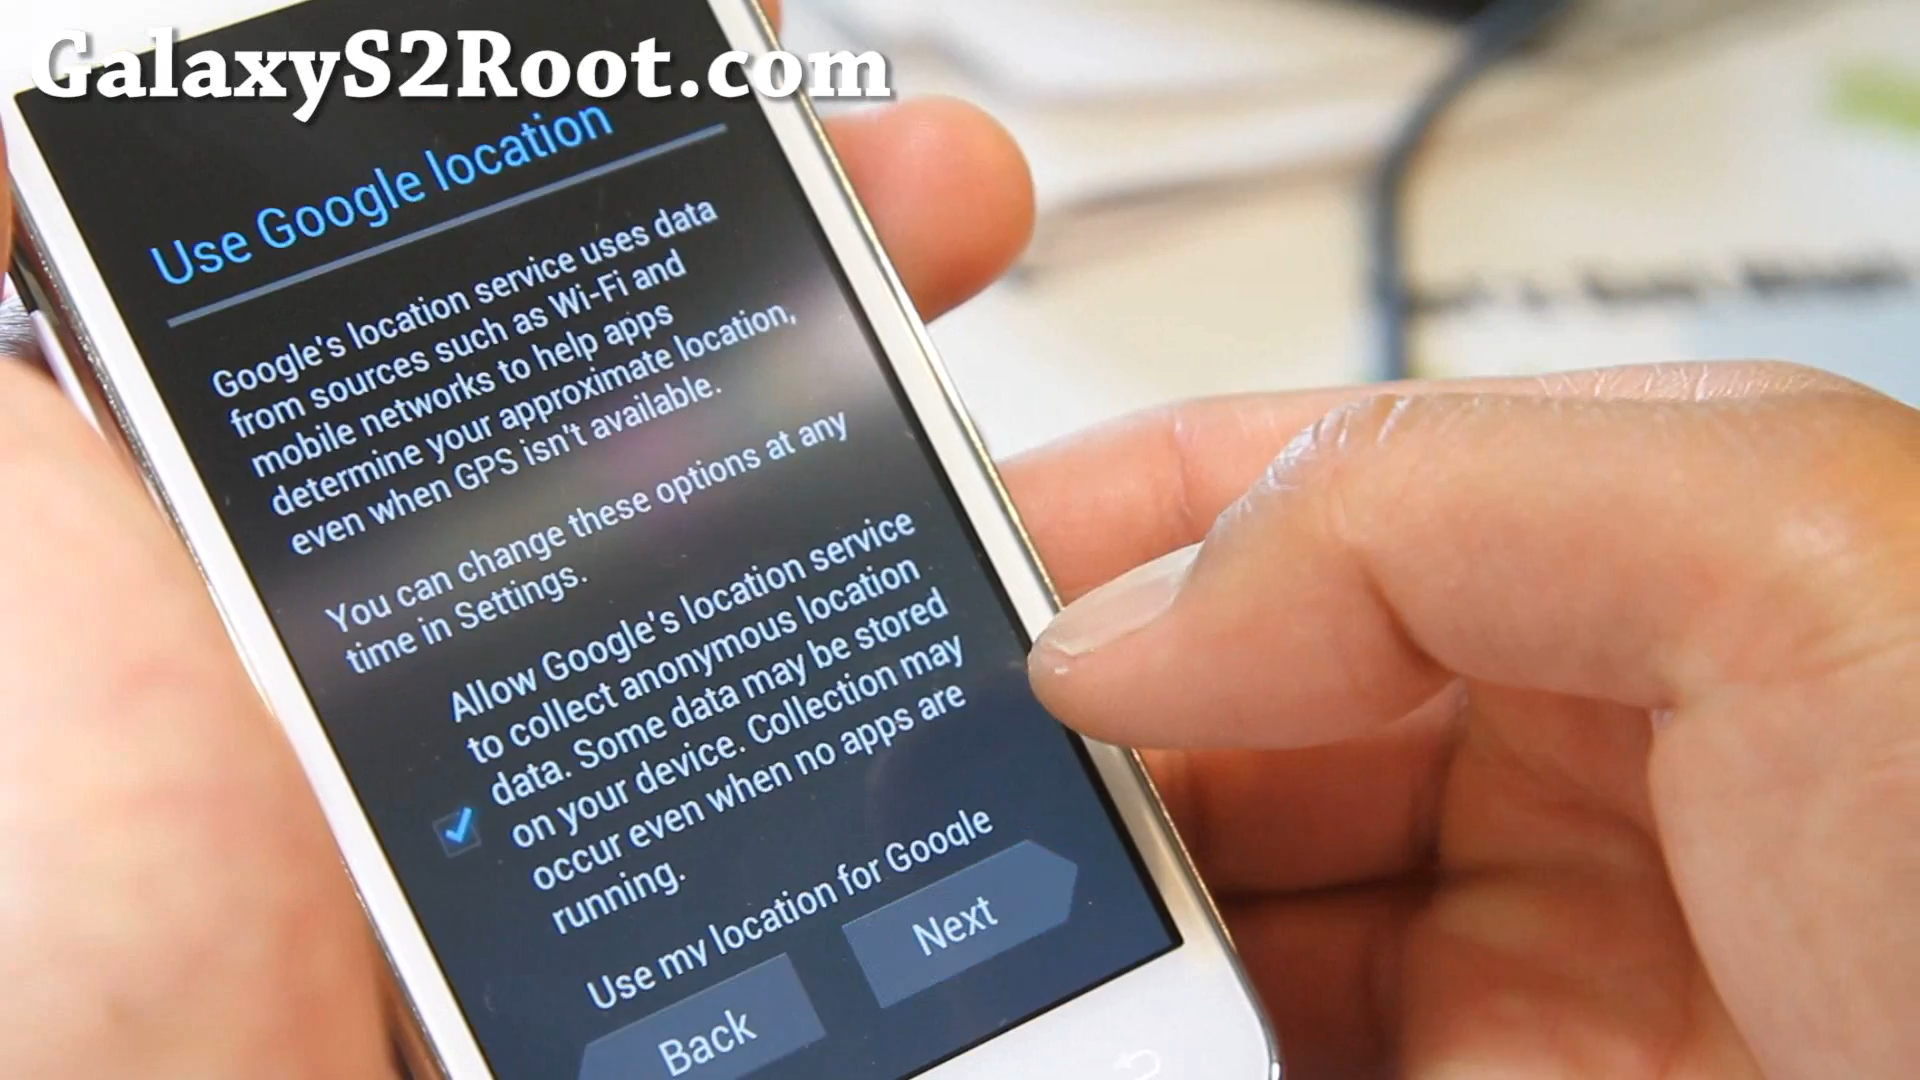 GalaxyS2Root.com
Use Google location
Google's location service uses data
from sources such as Wi-Fi and
mobile networks to help apps
determine your approximate location,
even when GPS isn't available.
You can change these options at any
time in Settings.
Allow Google's location service
to collect anonymous location
data. Some data may be stored
on your device. Collection may
occur even when no apps are
running.
Use my location for Google
Next
Back